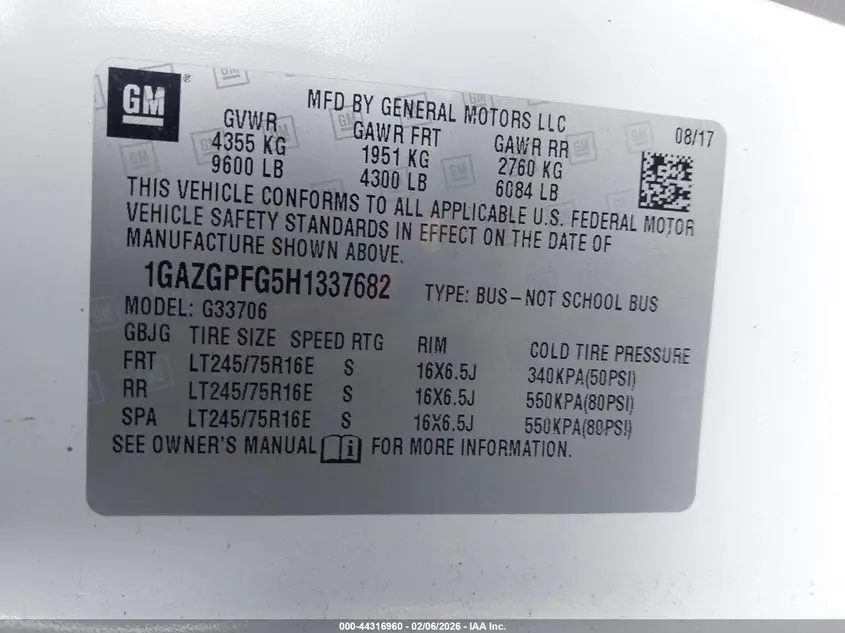 GM ®
MFD BY GENERAL MOTORS LLC
08/17
GVWR GAWR FRT GAWR RR
4355 KG 1951 KG 2760 KG
9600 LB 4300 LB 6084 LB
THIS VEHICLE CONFORMS TO ALL APPLICABLE U.S. FEDERAL MOTOR
VEHICLE SAFETY STANDARDS IN EFFECT ON THE DATE OF
MANUFACTURE SHOWN ABOVE.
1GAZGPFG5H1337682 TYPE: BUS-NOT SCHOOL BUS
MODEL: G33706
GBJG TIRE SIZE SPEED RTG RIM COLD TIRE PRESSURE
FRT LT245/75R16E S 16X6.5J 340KPA(50PSI)
RR LT245/75R16E S 16X6.5J 550KPA(80PSI)
SPA LT245/75R16E S 16X6.5J 550KPA(80PSI)
SEE OWNER'S MANUAL i FOR MORE INFORMATION.
000-44316960 - 02/06/2026 - IAA Inc.